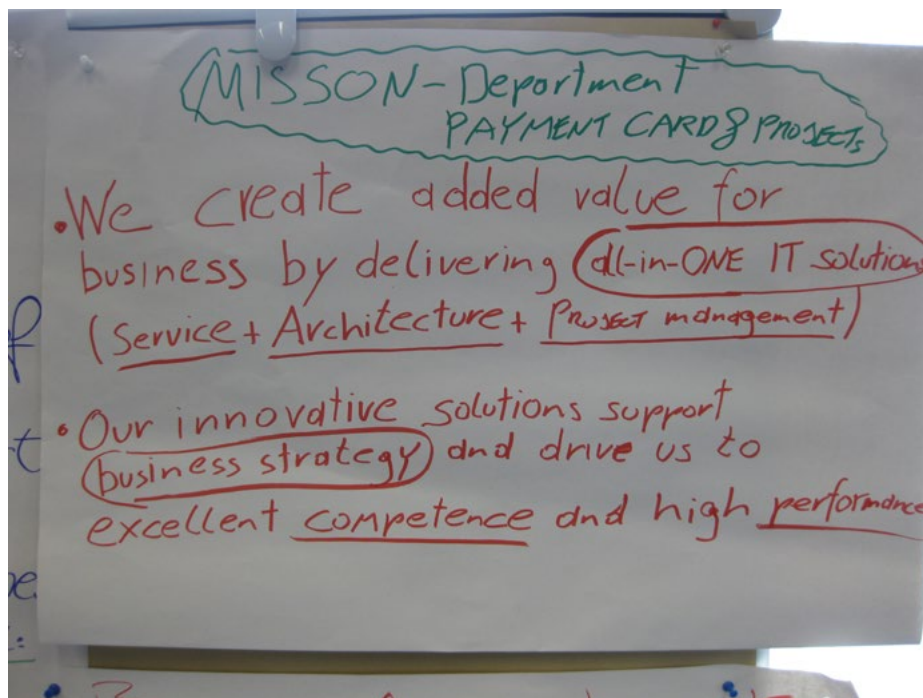 MISSON - Department
PAYMENT CARD & PROJECTS
• We create added value for
business by delivering all-in-ONE IT solutions
(Service + Architecture + PROJECT management)
• Our innovative solutions support
business strategy and drive us to
excellent competence and high performance